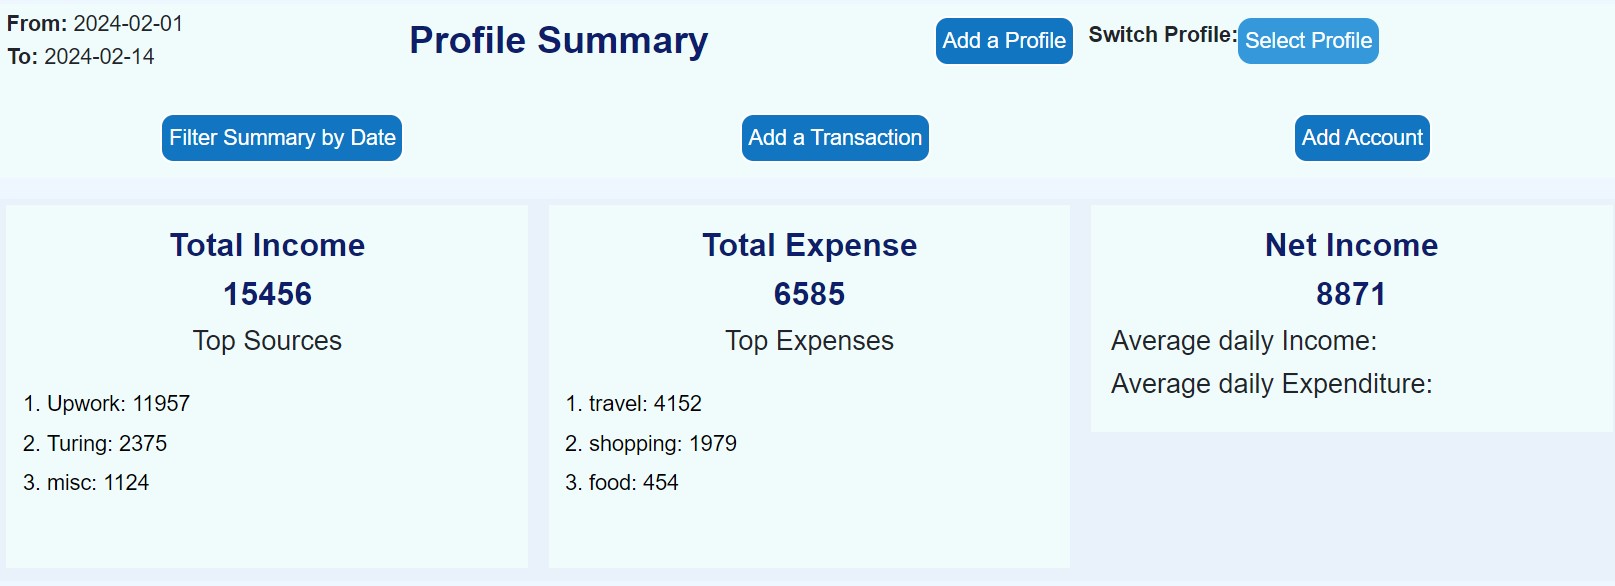 From: 2024-02-01
To: 2024-02-14
Profile Summary
Add a Profile
Switch Profile:
Select Profile
Filter Summary by Date
Add a Transaction
Add Account
Total Income
15456
Top Sources
1. Upwork: 11957
2. Turing: 2375
3. misc: 1124
Total Expense
6585
Top Expenses
1. travel: 4152
2. shopping: 1979
3. food: 454
Net Income
8871
Average daily Income:
Average daily Expenditure: